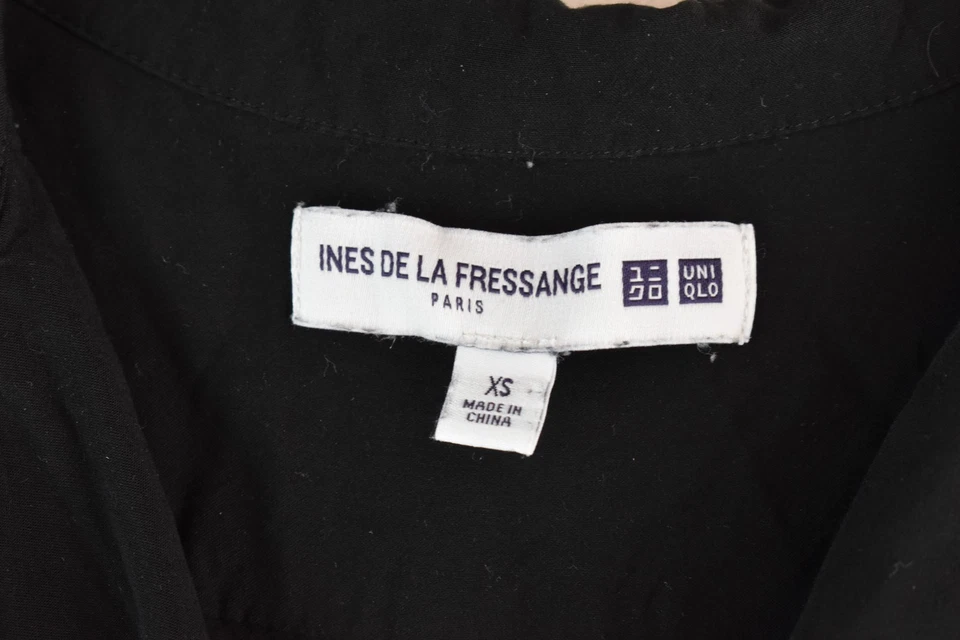 INES DE LA FRESSANGE
PARIS
ユニ
クロ
UNI
QLO
XS
MADE IN
CHINA